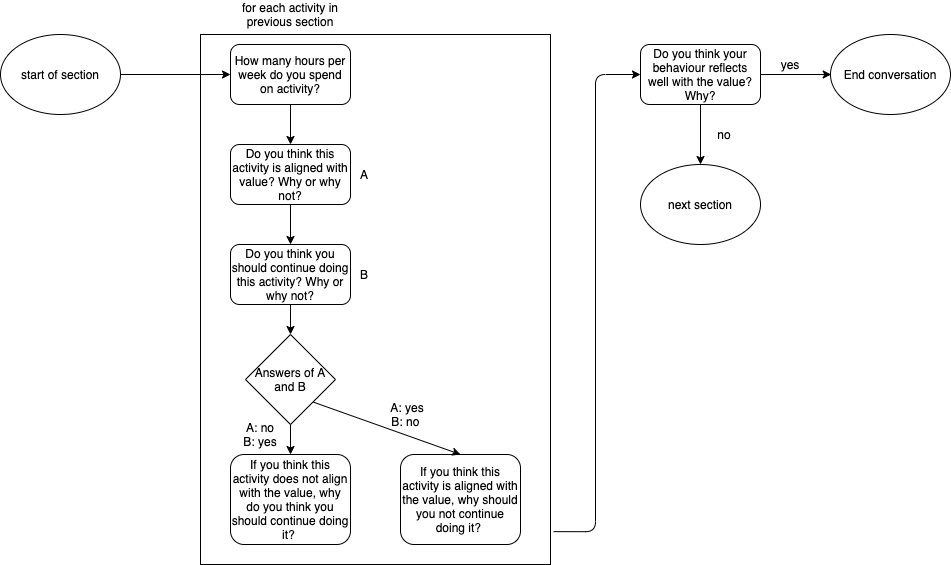 for each activity in
previous section
start of section
How many hours per
week do you spend
on activity?
Do you think this
activity is aligned with
value? Why or why
not?
A
Do you think you
should continue doing
this activity? Why or
why not?
B
Answers of A
and B
A: no
B: yes
A: yes
B: no
If you think this
activity does not align
with the value, why
do you think you
should continue doing
it?
If you think this
activity is aligned with
the value, why should
you not continue
doing it?
Do you think your
behaviour reflects
well with the value?
Why?
yes
End conversation
no
next section